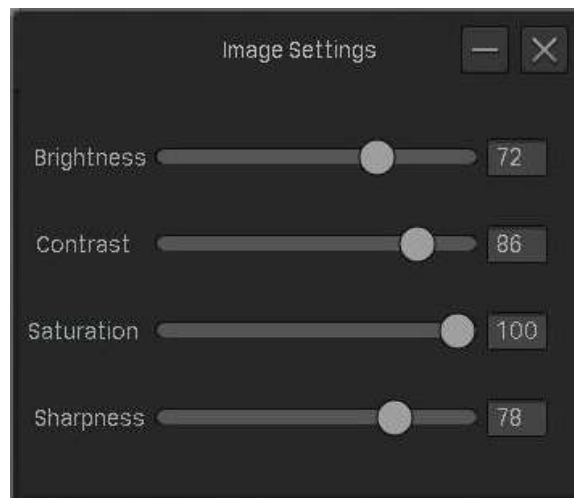 Image Settings
Brightness 72
Contrast 86
Saturation 100
Sharpness 78